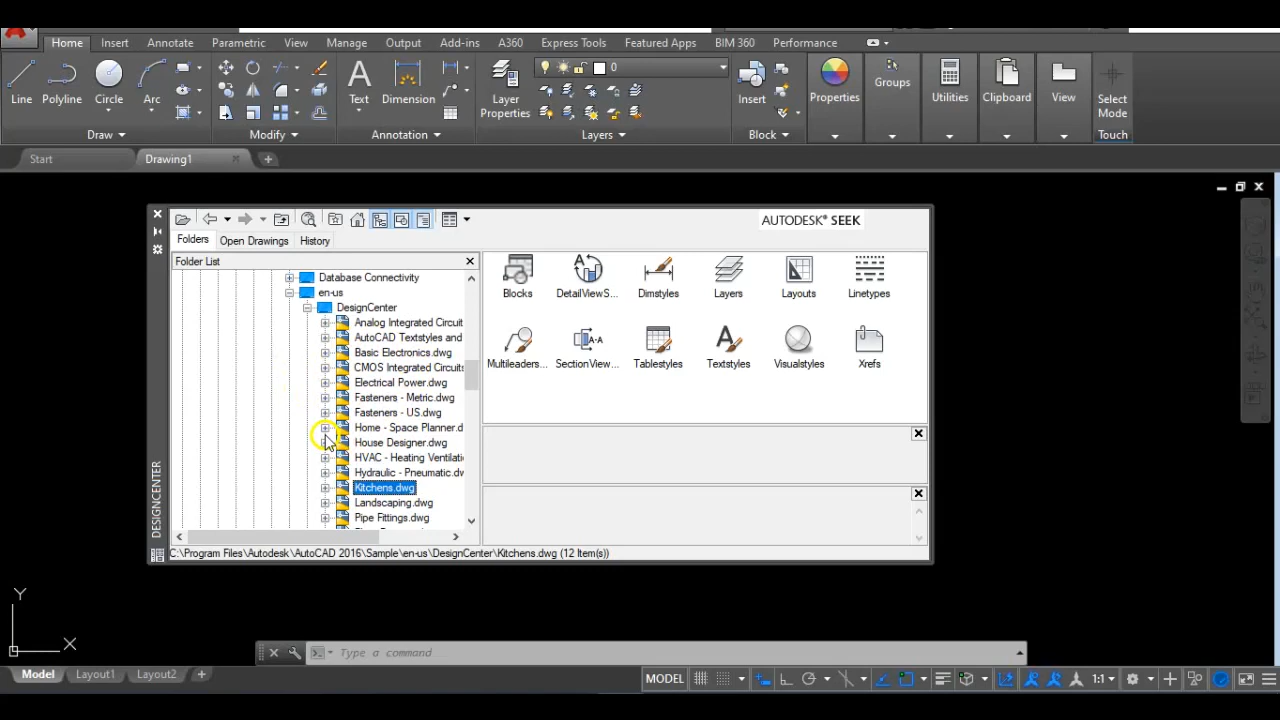 Home Insert Annotate Parametric View Manage Output Add-ins A360 Express Tools Featured Apps BIM 360 Performance
0
Line Polyline Circle Arc Text Dimension Layer Properties Insert Properties Groups Utilities Clipboard View Select Mode
Draw Modify Annotation Layers Block Touch
Start Drawing1
AUTODESK® SEEK
Folders Open Drawings History
Folder List
Database Connectivity
en-us
DesignCenter
Analog Integrated Circuit
AutoCAD Textstyles and
Basic Electronics.dwg
CMOS Integrated Circuits
Electrical Power.dwg
Fasteners - Metric.dwg
Fasteners - US.dwg
Home - Space Planner.d
House Designer.dwg
HVAC - Heating Ventilati
Hydraulic - Pneumatic.dw
Kitchens.dwg
Landscaping.dwg
Pipe Fittings.dwg
Blocks DetailViewS... Dimstyles Layers Layouts Linetypes
Multileaders... SectionView... Tablestyles Textstyles Visualstyles Xrefs
DESIGNCENTER
C:\Program Files\Autodesk\AutoCAD 2016\Sample\en-us\DesignCenter\Kitchens.dwg (12 Item(s))
Y
X
Type a command
Model Layout1 Layout2 MODEL 1:1